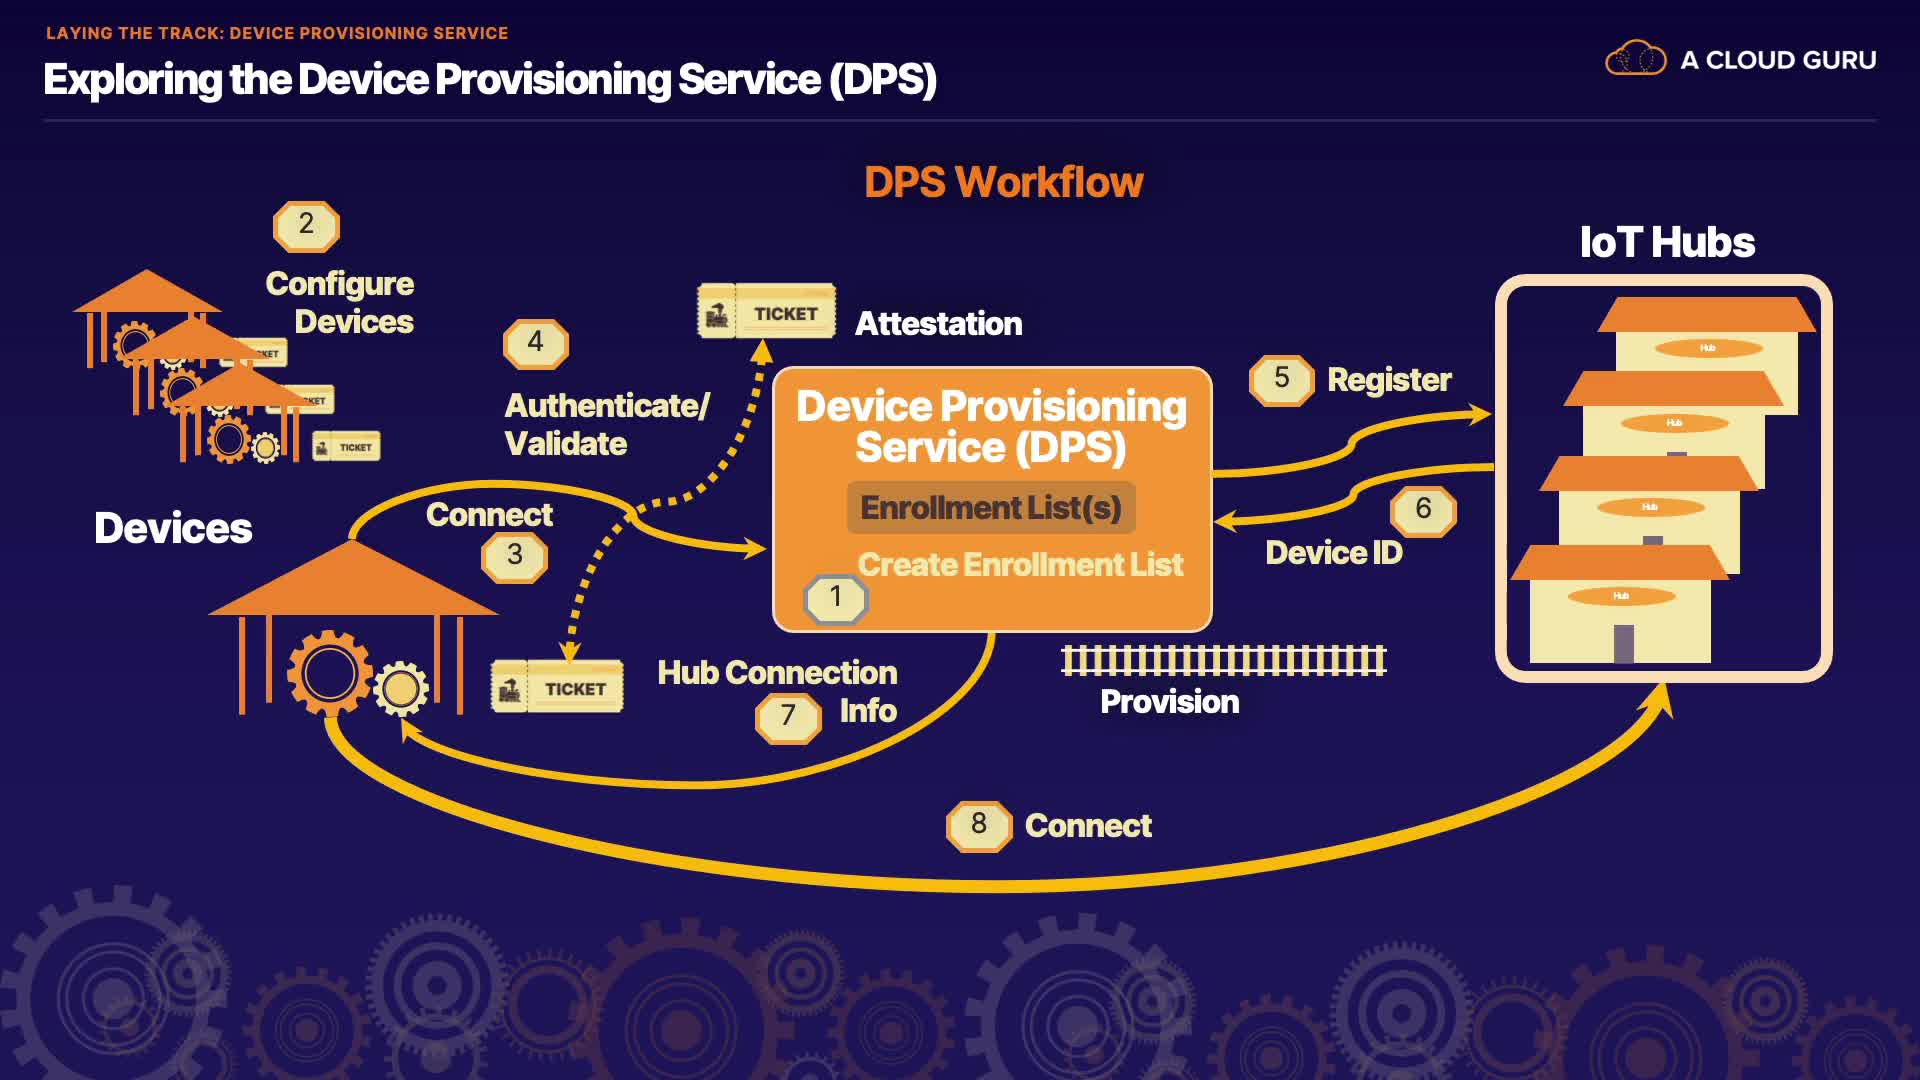 LAYING THE TRACK: DEVICE PROVISIONING SERVICE
Exploring the Device Provisioning Service (DPS)
A CLOUD GURU
DPS Workflow
2
Configure
Devices
4
Authenticate/
Validate
TICKET
Attestation
IoT Hubs
5
Register
Hub
Hub
Hub
Hub
Device Provisioning
Service (DPS)
Enrollment List(s)
Create Enrollment List
1
6
Device ID
KET
KET
TICKET
Devices
Connect
3
TICKET
Hub Connection
Info
7
Provision
8
Connect